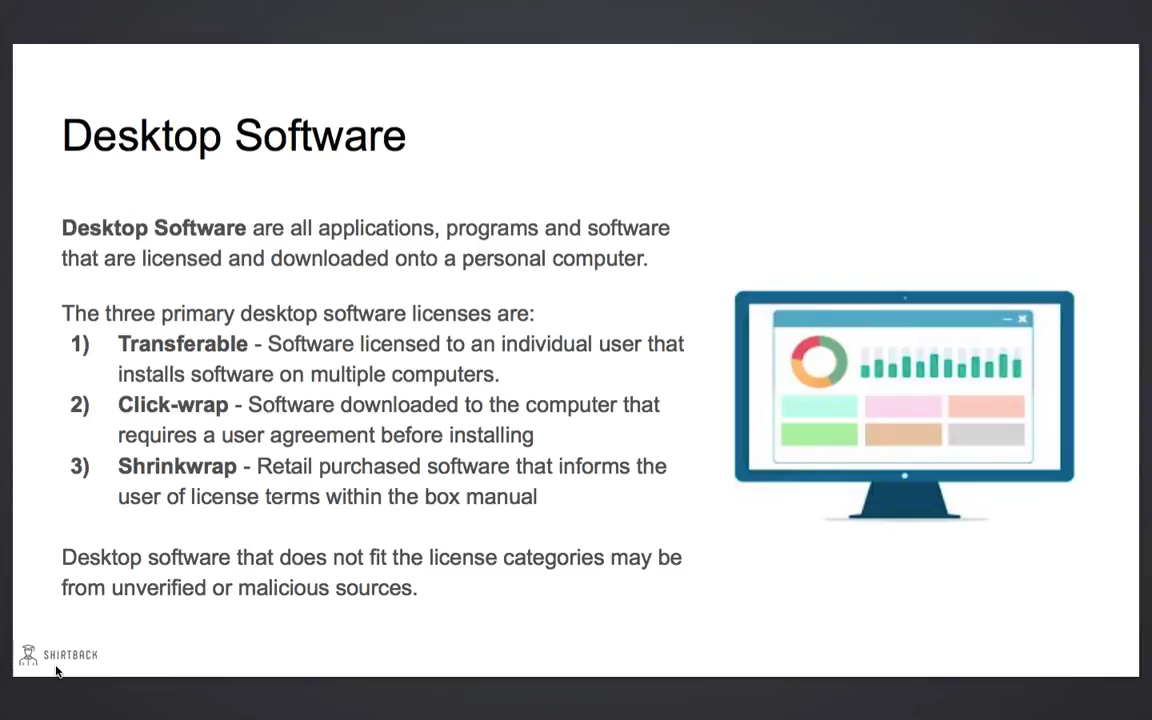 Desktop Software
Desktop Software are all applications, programs and software
that are licensed and downloaded onto a personal computer.
The three primary desktop software licenses are:
1) Transferable - Software licensed to an individual user that
installs software on multiple computers.
2) Click-wrap - Software downloaded to the computer that
requires a user agreement before installing
3) Shrinkwrap - Retail purchased software that informs the
user of license terms within the box manual
Desktop software that does not fit the license categories may be
from unverified or malicious sources.
SHIRTBACK